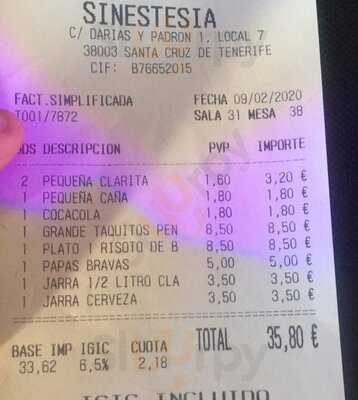 SINESTESIA
C/ DARIAS Y PADRON 1, LOCAL 7
38003 SANTA CRUZ DE TENERIFE
CIF: B76652015
FACT.SIMPLIFICADA FECHA 09/02/2020
T001/7872 SALA 31 MESA 38
UDS DESCRIPCION PVP IMPORTE
2 PEQUEÑA CLARITA 1,60 3,20 €
1 PEQUEÑA CAÑA 1,80 1,80 €
1 COCACOLA 1,80 1,80 €
1 GRANDE TAQUITOS PEN 8,50 8,50 €
1 PLATO 1 RISOTO DE B 8,50 8,50 €
1 PAPAS BRAVAS 5,00 5,00 €
1 JARRA 1/2 LITRO CLA 3,50 3,50 €
1 JARRA CERVEZA 3,50 3,50 €
BASE IMP IGIC CUOTA TOTAL 35,80 €
33,62 6,5% 2,18
IGIC INCLUIDO